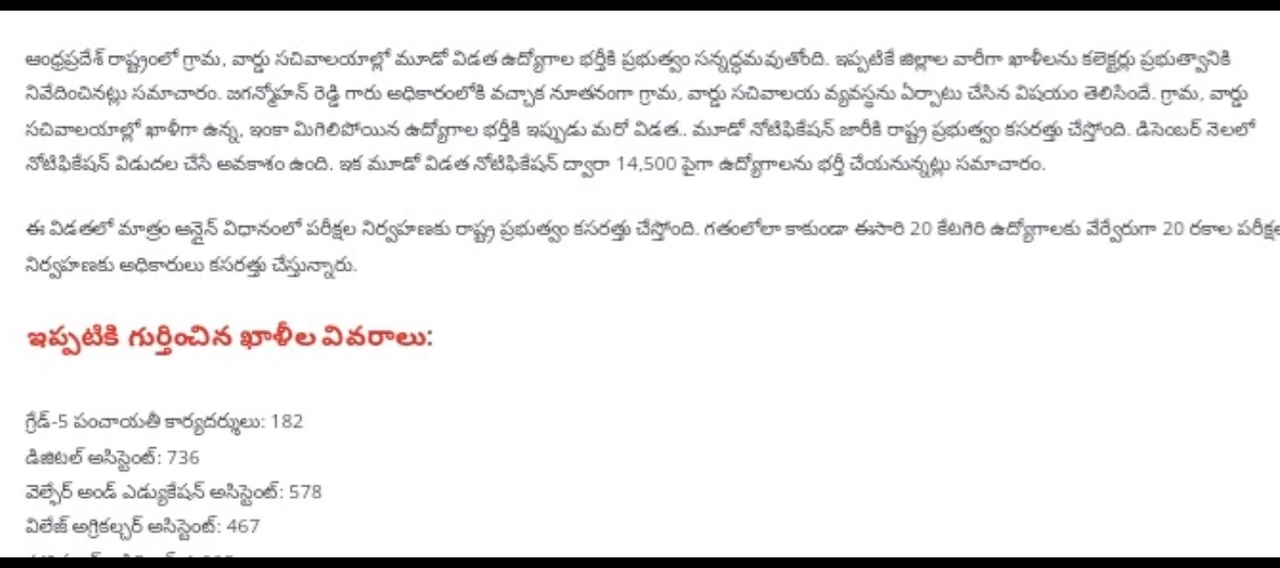 ఆంధ్రప్రదేశ్ రాష్ట్రంలో గ్రామ, వార్డు సచివాలయాల్లో మూడో విడత ఉద్యోగాల భర్తీకి ప్రభుత్వం సన్నద్ధమవుతోంది. ఇప్పటికే జిల్లాల వారీగా ఖాళీలను కలెక్టర్లు ప్రభుత్వానికి
నివేదించినట్లు సమాచారం. జగన్మోహన్ రెడ్డి గారు అధికారంలోకి వచ్చాక నూతనంగా గ్రామ, వార్డు సచివాలయ వ్యవస్థను ఏర్పాటు చేసిన విషయం తెలిసిందే. గ్రామ, వార్డు
సచివాలయాల్లో ఖాళీగా ఉన్న, ఇంకా మిగిలిపోయిన ఉద్యోగాల భర్తీకి ఇప్పుడు మరో విడత.. మూడో నోటిఫికేషన్ జారీకి రాష్ట్ర ప్రభుత్వం కసరత్తు చేస్తోంది. డిసెంబర్ నెలలో
నోటిఫికేషన్ విడుదల చేసే అవకాశం ఉంది. ఇక మూడో విడత నోటిఫికేషన్ ద్వారా 14,500 పైగా ఉద్యోగాలను భర్తీ చేయనున్నట్లు సమాచారం.
ఈ విడతలో మాత్రం ఆన్లైన్ విధానంలో పరీక్షల నిర్వహణకు రాష్ట్ర ప్రభుత్వం కసరత్తు చేస్తోంది. గతంలోలా కాకుండా ఈసారి 20 కేటగిరి ఉద్యోగాలకు వేర్వేరుగా 20 రకాల పరీక్షల
నిర్వహణకు అధికారులు కసరత్తు చేస్తున్నారు.
ఇప్పటికి గుర్తించిన ఖాళీల వివరాలు:
గ్రేడ్-5 పంచాయతీ కార్యదర్శులు: 182
డిజిటల్ అసిస్టెంట్: 736
వెల్ఫేర్ అండ్ ఎడ్యుకేషన్ అసిస్టెంట్: 578
విలేజ్ అగ్రికల్చర్ అసిస్టెంట్: 467